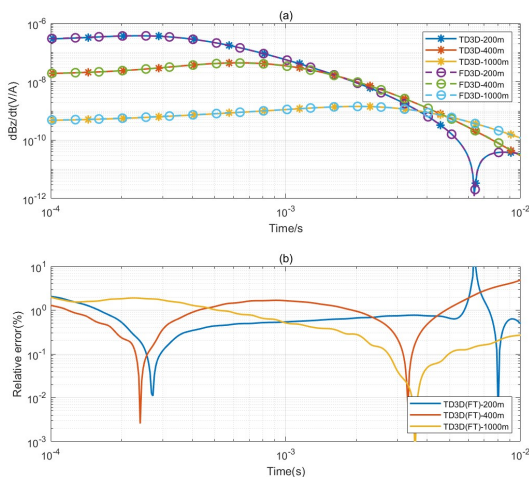 (a)
10^-6
10^-8
10^-10
10^-12
dBz/dt(V/A)
TD3D-200m
TD3D-400m
TD3D-1000m
FD3D-200m
FD3D-400m
FD3D-1000m
10^-4
10^-3
10^-2
Time/s
(b)
10^1
10^0
10^-1
10^-2
10^-3
Relative error(%)
TD3D(FT)-200m
TD3D(FT)-400m
TD3D(FT)-1000m
10^-4
10^-3
10^-2
Time(s)